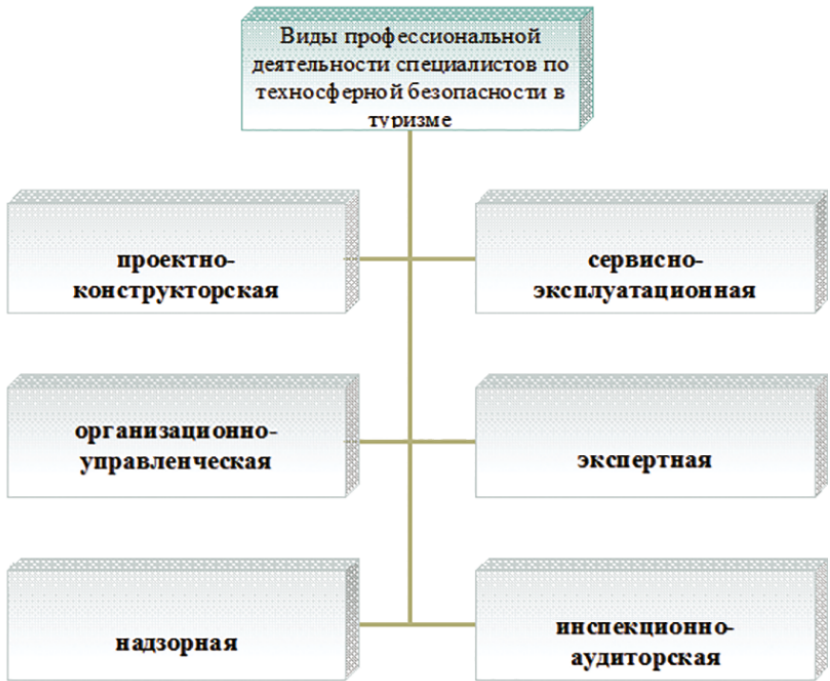 Виды профессиональной
деятельности специалистов по
техносферной безопасности в
туризме
проектно-
конструкторская
сервисно-
эксплуатационная
организационно-
управленческая
экспертная
надзорная
инспекционно-
аудиторская